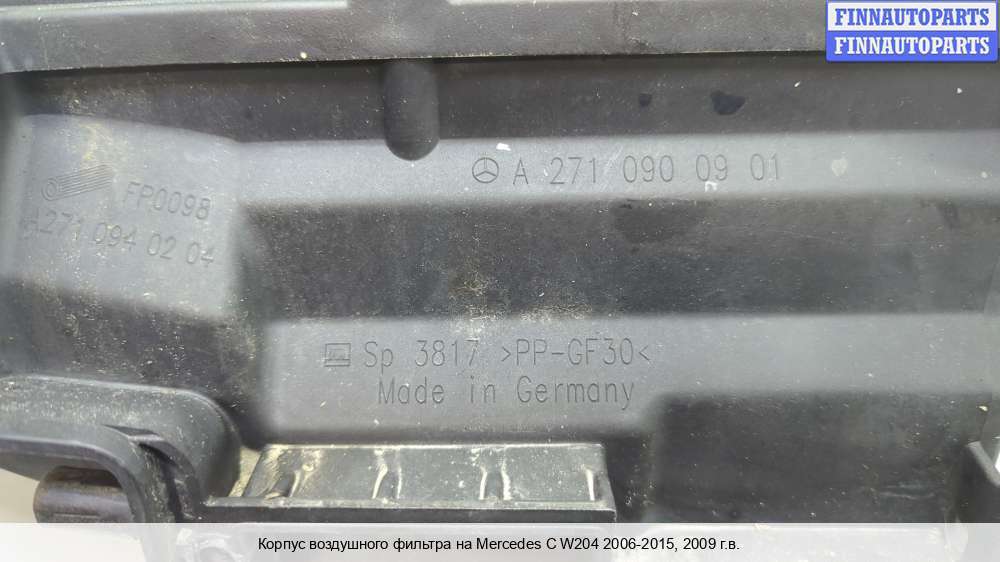 FINNAUTOPARTS
FINNAUTOPARTS
A 271 090 09 01
FP0098
A271 094 02 04
Sp 3817 >PP-GF30<
Made in Germany
Корпус воздушного фильтра на Mercedes C W204 2006-2015, 2009 г.в.